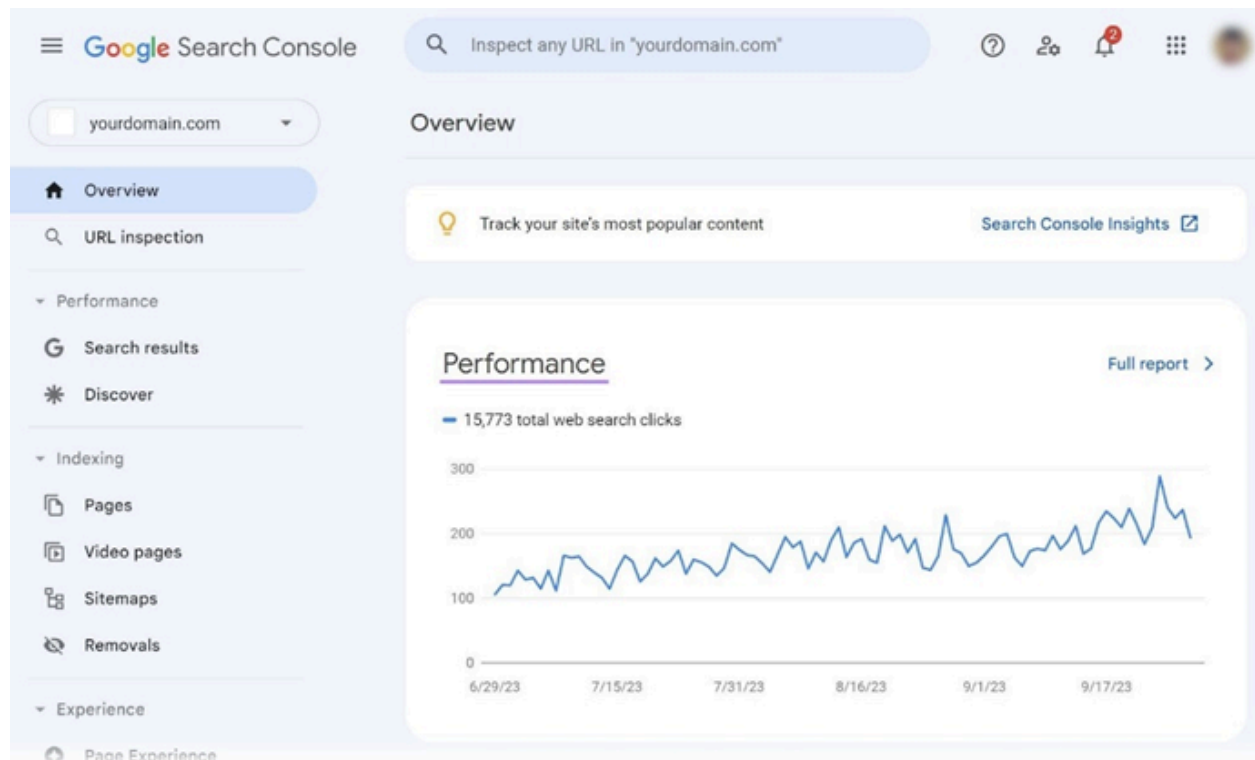 Google Search Console
Inspect any URL in "yourdomain.com"
2
yourdomain.com
Overview
URL inspection
Performance
Search results
Discover
Indexing
Pages
Video pages
Sitemaps
Removals
Experience
Page Experience
Overview
Track your site's most popular content
Search Console Insights
Performance
Full report
15,773 total web search clicks
300
200
100
0
6/29/23 7/15/23 7/31/23 8/16/23 9/1/23 9/17/23